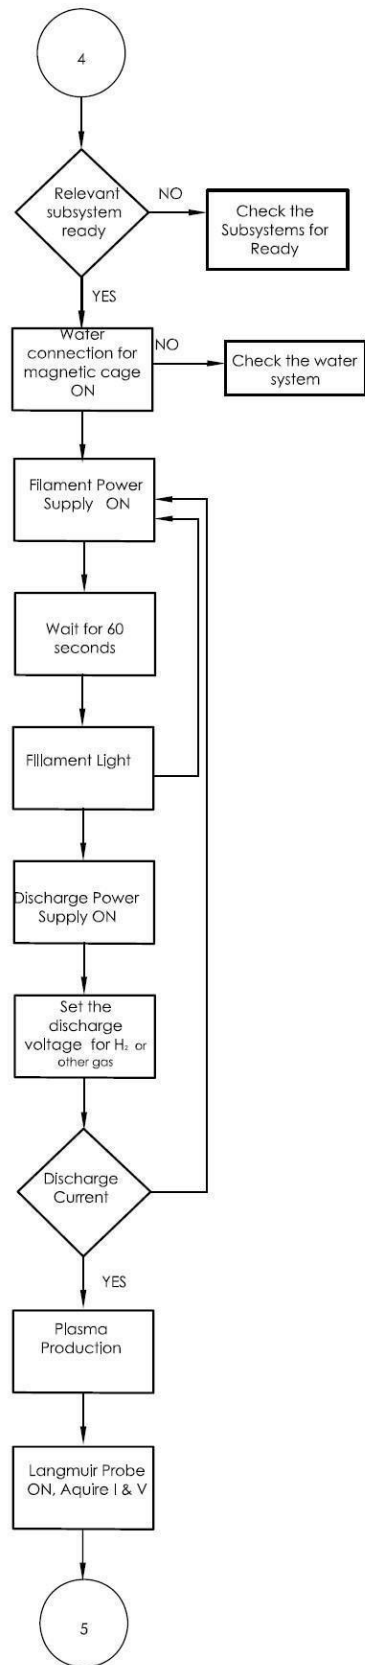 4
Relevant
subsystem
ready
NO
Check the
Subsystems for
Ready
YES
Water
connection for
magnetic cage
ON
NO
Check the water
system
Filament Power
Supply ON
Wait for 60
seconds
FIllament Light
Discharge Power
Supply ON
Set the
discharge
voltage for H₂ or
other gas
Discharge
Current
YES
Plasma
Production
Langmuir Probe
ON, Aquire I & V
5